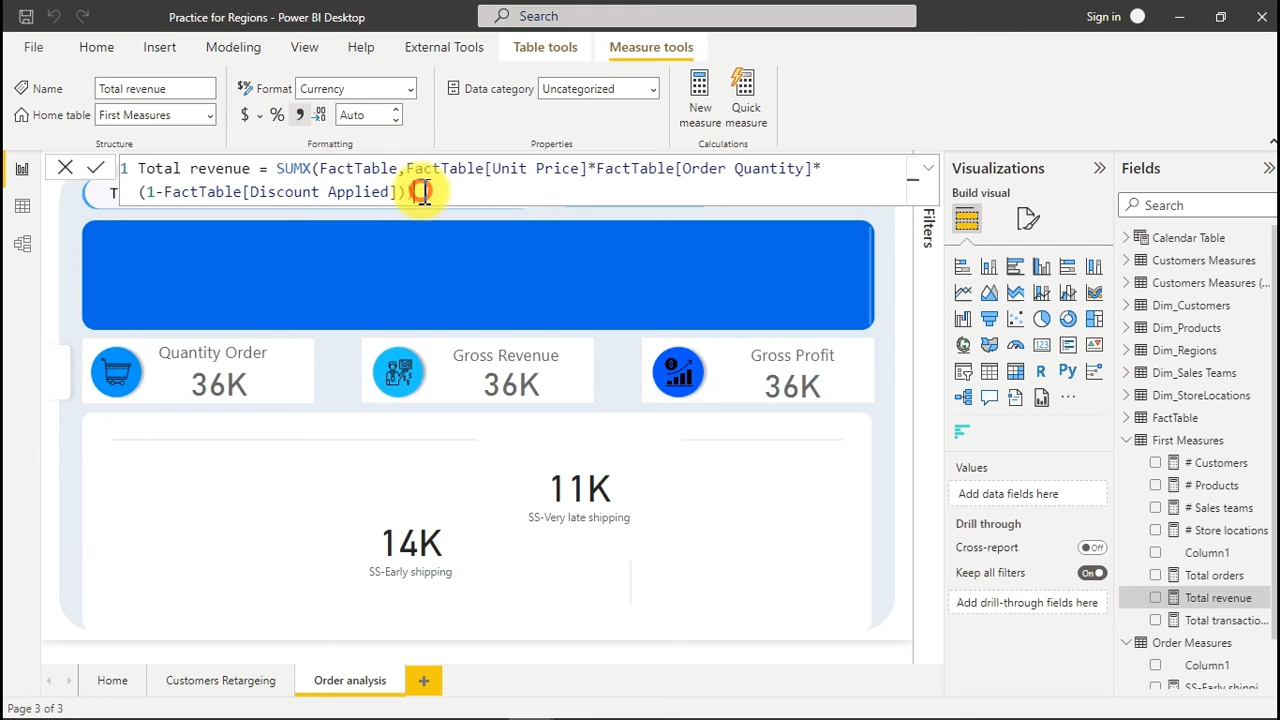 Practice for Regions - Power BI Desktop
Search
Sign in
File
Home
Insert
Modeling
View
Help
External Tools
Table tools
Measure tools
Name
Total revenue
Format
Currency
Data category
Uncategorized
Home table
First Measures
$
%
Auto
New measure
Quick measure
Structure
Formatting
Properties
Calculations
1 Total revenue = SUMX(FactTable,FactTable[Unit Price]*FactTable[Order Quantity]*
(1-FactTable[Discount Applied]))
T
Quantity Order
36K
Gross Revenue
36K
Gross Profit
36K
11K
SS-Very late shipping
14K
SS-Early shipping
Filters
Visualizations
Build visual
Values
Add data fields here
Drill through
Cross-report
Off
Keep all filters
On
Add drill-through fields here
Fields
Search
Calendar Table
Customers Measures
Customers Measures (...
Dim_Customers
Dim_Products
Dim_Regions
Dim_Sales Teams
Dim_StoreLocations
FactTable
First Measures
# Customers
# Products
# Sales teams
# Store locations
Column1
Total orders
Total revenue
Total transactio...
Order Measures
Column1
SS-Early shippi...
Home
Customers Retargeing
Order analysis
Page 3 of 3